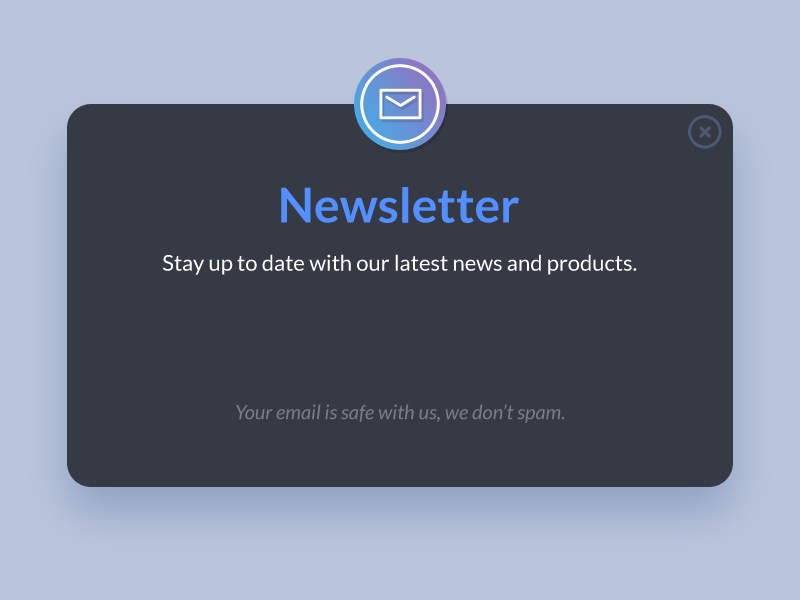 Newsletter
Stay up to date with our latest news and products.
Your email is safe with us, we don’t spam.